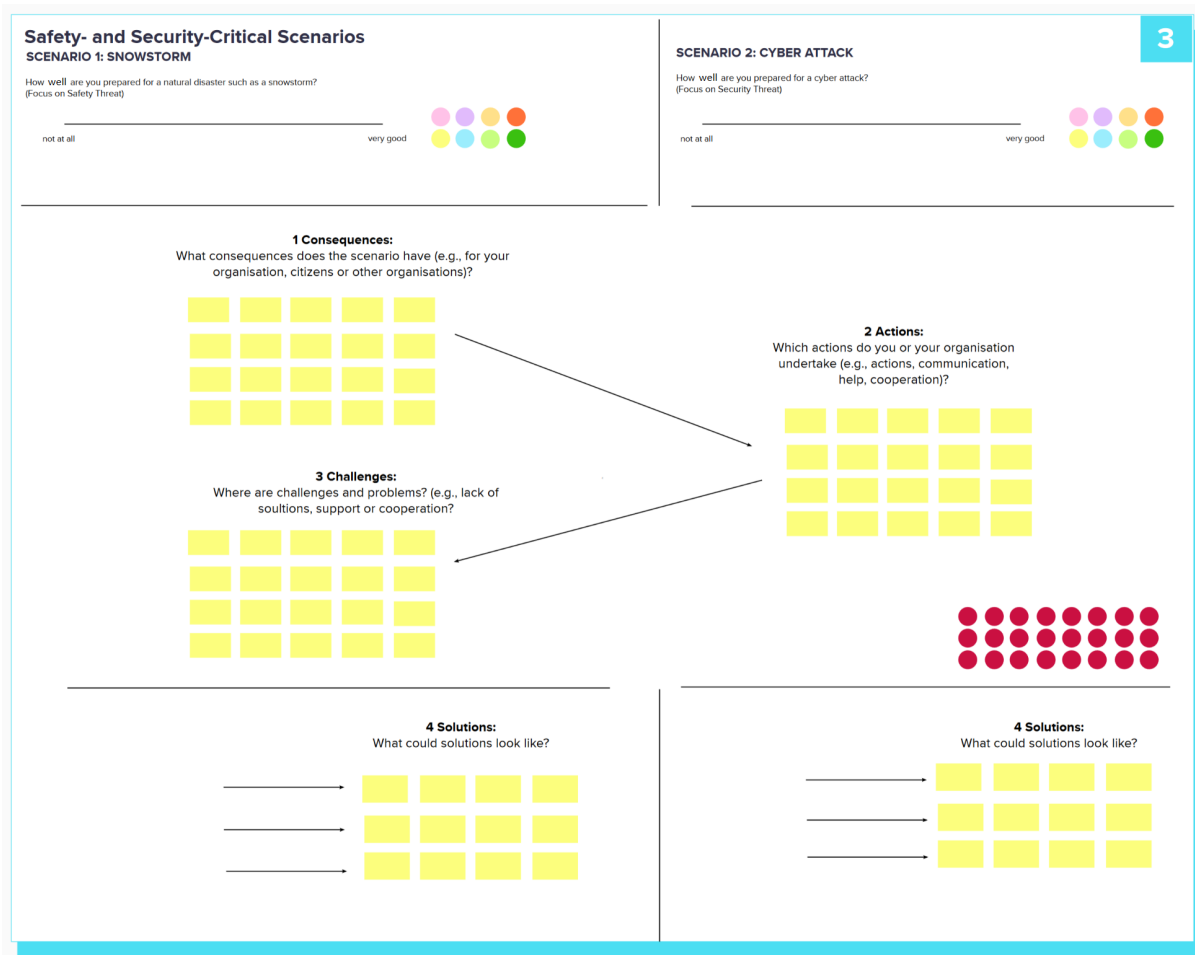 Safety- and Security-Critical Scenarios
SCENARIO 1: SNOWSTORM
How well are you prepared for a natural disaster such as a snowstorm?
(Focus on Safety Threat)
not at all
very good
SCENARIO 2: CYBER ATTACK
How well are you prepared for a cyber attack?
(Focus on Security Threat)
not at all
very good
3
1 Consequences:
What consequences does the scenario have (e.g., for your
organisation, citizens or other organisations)?
2 Actions:
Which actions do you or your organisation
undertake (e.g., actions, communication,
help, cooperation)?
3 Challenges:
Where are challenges and problems? (e.g., lack of
soultions, support or cooperation?
4 Solutions:
What could solutions look like?
4 Solutions:
What could solutions look like?